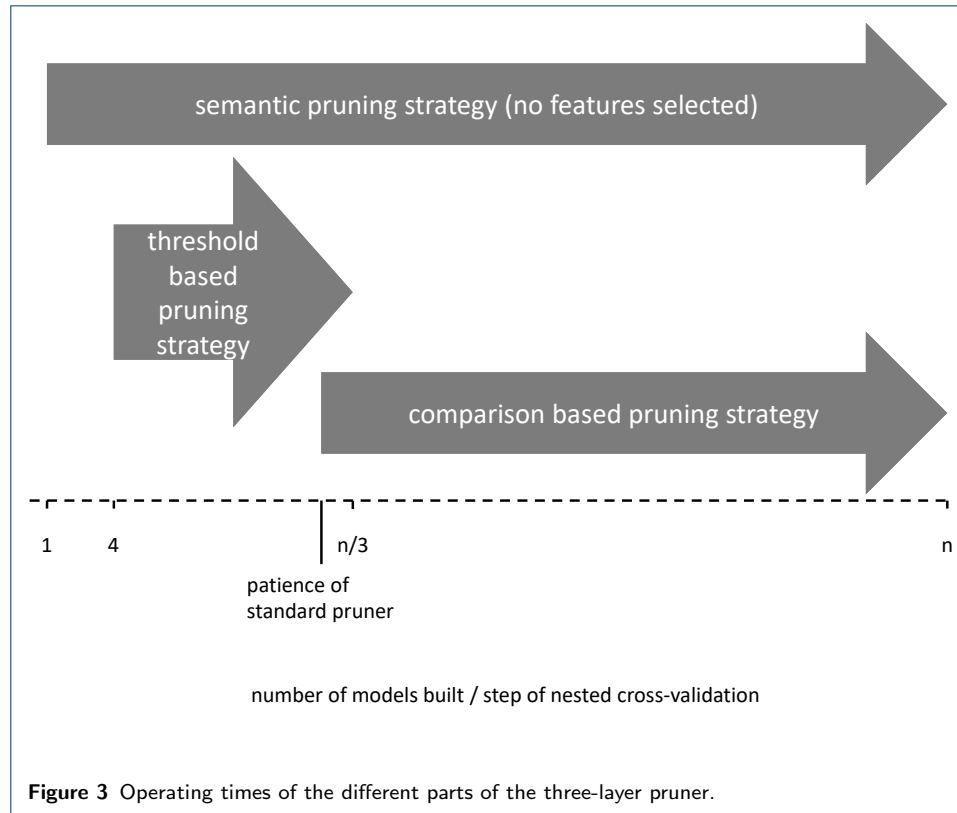 semantic pruning strategy (no features selected)
threshold
based
pruning
strategy
comparison based pruning strategy
1 4 n/3 n
patience of
standard pruner
number of models built / step of nested cross-validation
Figure 3 Operating times of the different parts of the three-layer pruner.